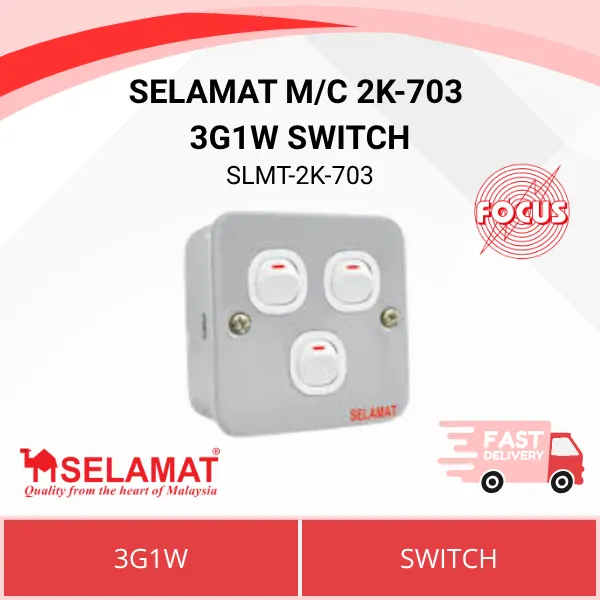 SELAMAT M/C 2K-703
3G1W SWITCH
SLMT-2K-703
FOCUS
SELAMAT
SELAMAT®
Quality from the heart of Malaysia
FAST
DELIVERY
3G1W
SWITCH